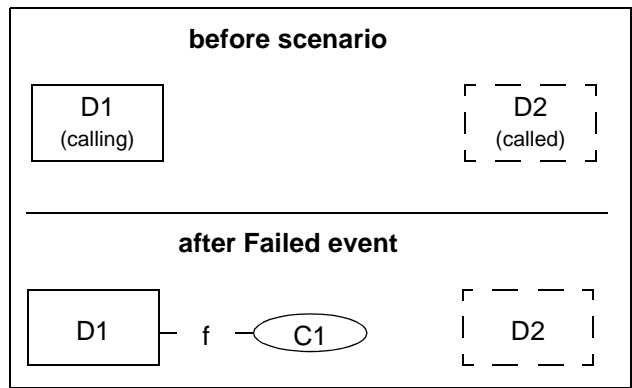 before scenario
D1
(calling)
D2
(called)
after Failed event
D1
f
C1
D2